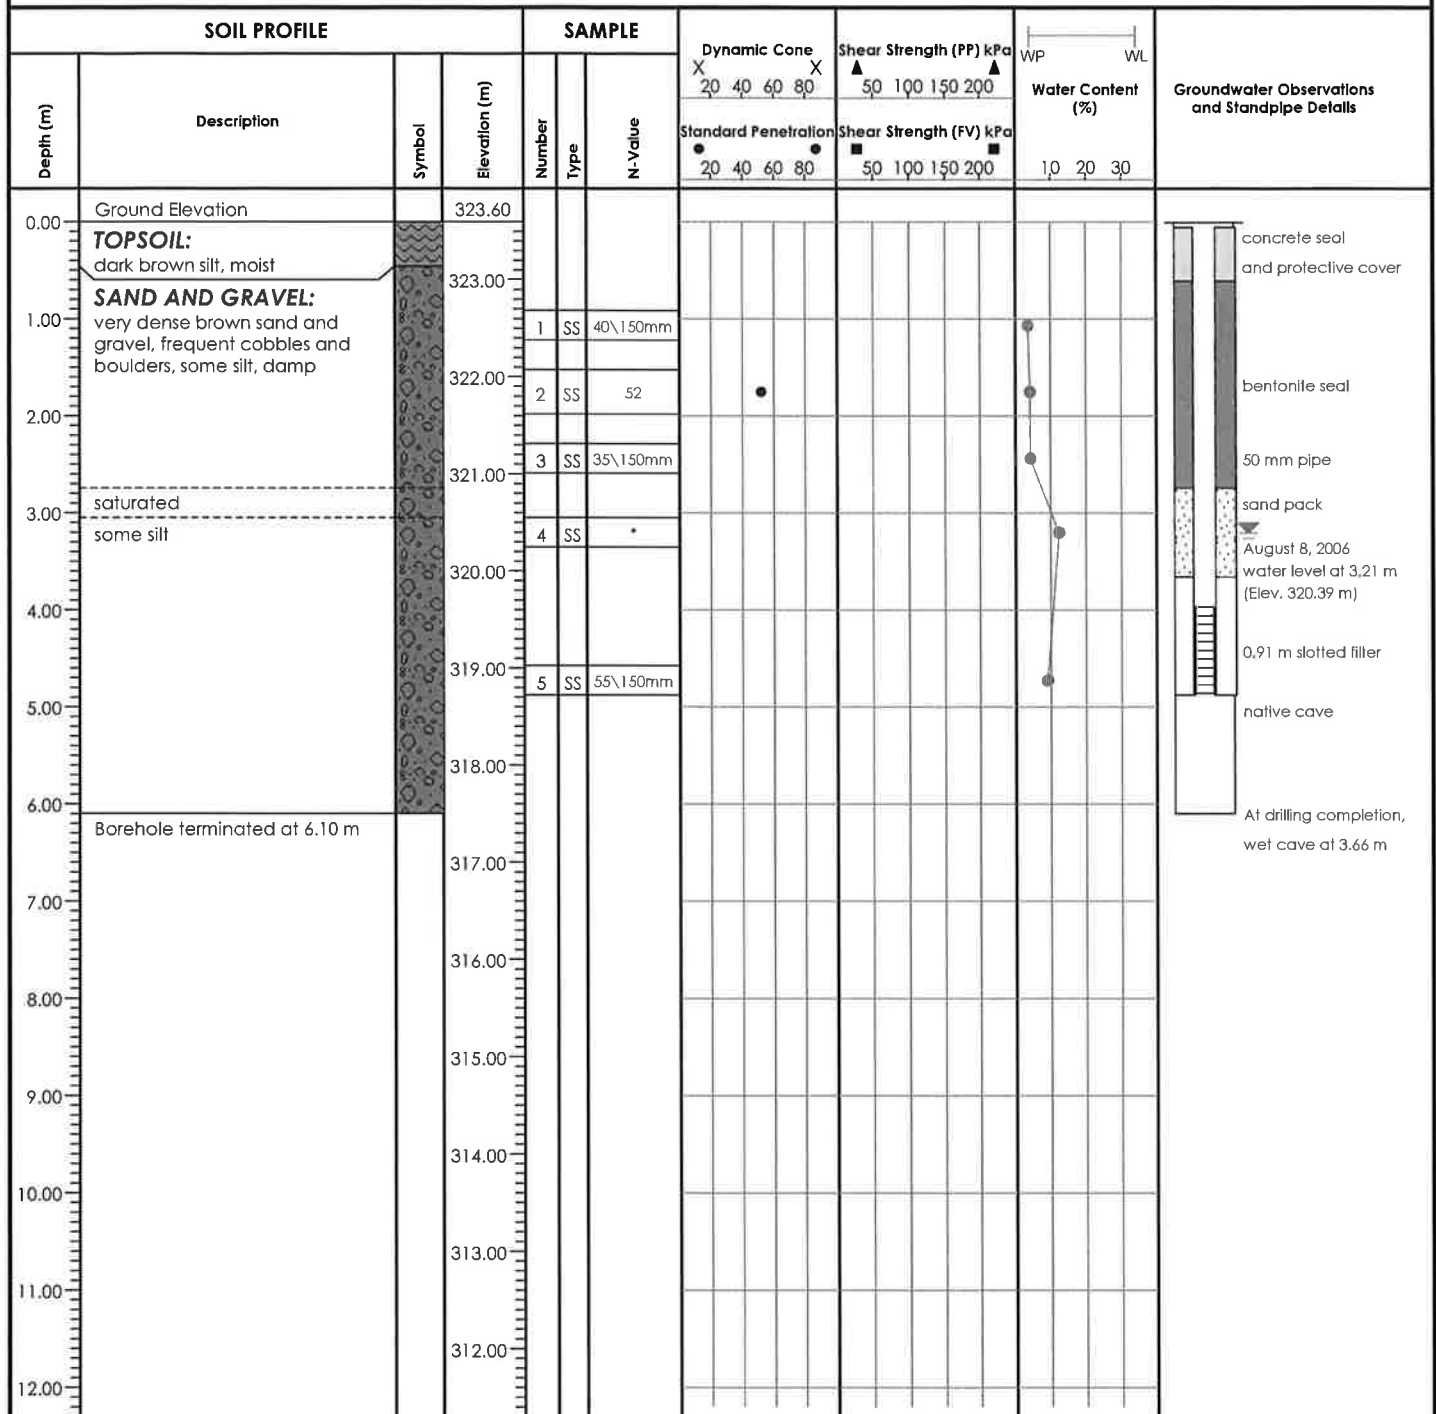 SOIL PROFILE
SAMPLE
Depth (m)
Description
Symbol
Elevation (m)
Number
Type
N-Value
Dynamic Cone
X X
20 40 60 80
Standard Penetration
20 40 60 80
Shear Strength (PP) kPa
50 100 150 200
Shear Strength (FV) kPa
50 100 150 200
WP WL
Water Content
(%)
10 20 30
Groundwater Observations
and Standpipe Details
Ground Elevation 323.60
0.00
TOPSOIL:
dark brown silt, moist
323.00
SAND AND GRAVEL:
very dense brown sand and
gravel, frequent cobbles and
boulders, some silt, damp
1.00
1 SS 40\150mm
322.00
2 SS 52
2.00
3 SS 35\150mm
321.00
saturated
3.00
some silt
4 SS *
320.00
4.00
319.00
5 SS 55\150mm
5.00
318.00
6.00
Borehole terminated at 6.10 m
317.00
7.00
316.00
8.00
315.00
9.00
314.00
10.00
313.00
11.00
312.00
12.00
concrete seal
and protective cover
bentonite seal
50 mm pipe
sand pack
August 8, 2006
water level at 3.21 m
(Elev. 320.39 m)
0.91 m slotted filter
native cave
At drilling completion,
wet cave at 3.66 m